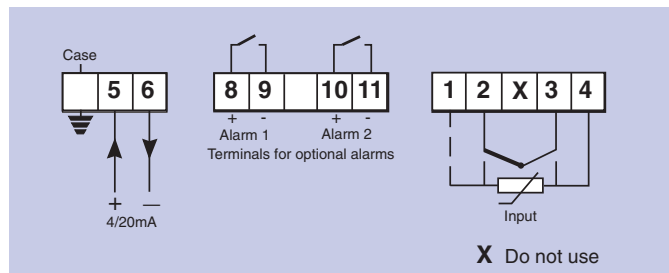 Case
5 6
+ —
4/20mA
8 9 10 11
+ - + -
Alarm 1 Alarm 2
Terminals for optional alarms
1 2 X 3 4
Input
X Do not use